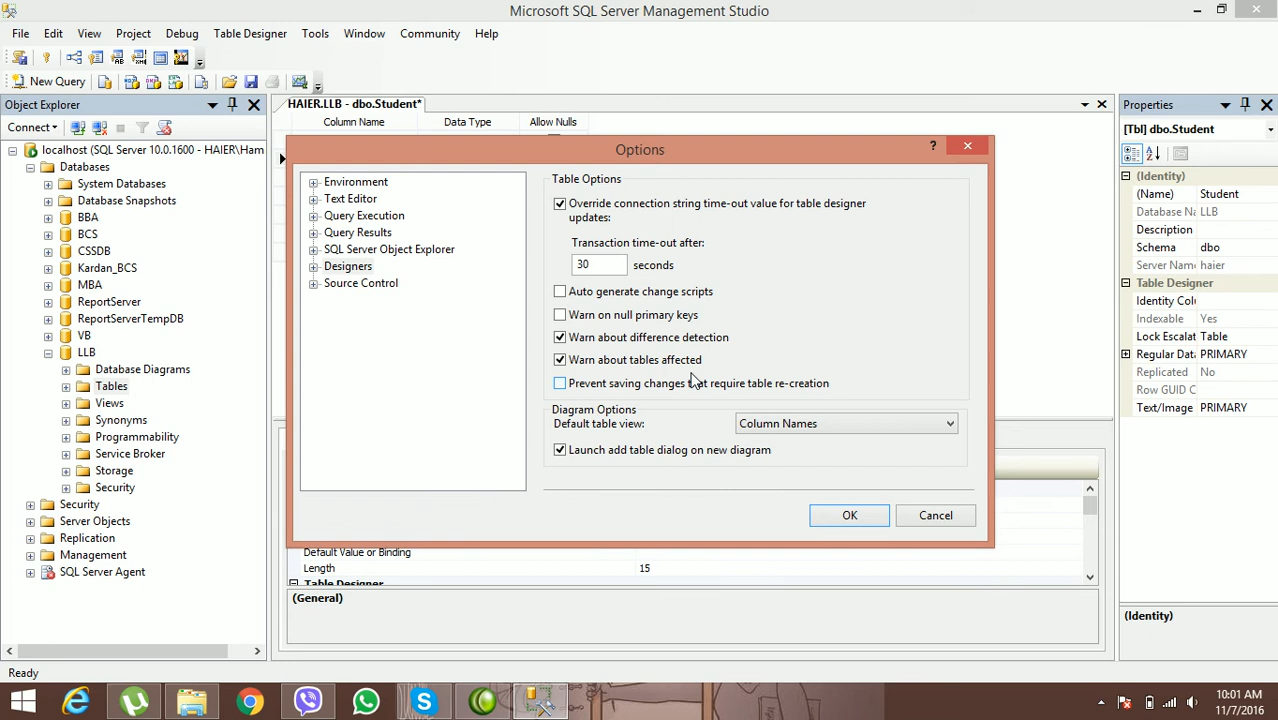 Microsoft SQL Server Management Studio
File Edit View Project Debug Table Designer Tools Window Community Help
New Query
Object Explorer
Connect
localhost (SQL Server 10.0.1600 - HAIER\Ham
Databases
System Databases
Database Snapshots
BBA
BCS
CSSDB
Kardan_BCS
MBA
ReportServer
ReportServerTempDB
VB
LLB
Database Diagrams
Tables
Views
Synonyms
Programmability
Service Broker
Storage
Security
Security
Server Objects
Replication
Management
SQL Server Agent
HAIER.LLB - dbo.Student*
Column Name Data Type Allow Nulls
Options
?
Environment
Text Editor
Query Execution
Query Results
SQL Server Object Explorer
Designers
Source Control
Table Options
Override connection string time-out value for table designer
updates:
Transaction time-out after:
30 seconds
Auto generate change scripts
Warn on null primary keys
Warn about difference detection
Warn about tables affected
Prevent saving changes that require table re-creation
Diagram Options
Default table view: Column Names
Launch add table dialog on new diagram
OK Cancel
Default Value or Binding
Length 15
Table Designer
(General)
Properties
[Tbl] dbo.Student
(Identity)
(Name) Student
Database Na LLB
Description
Schema dbo
Server Name haier
Table Designer
Identity Colu
Indexable Yes
Lock Escalat Table
Regular Data PRIMARY
Replicated No
Row GUID C
Text/Image PRIMARY
(Identity)
Ready
10:01 AM
11/7/2016